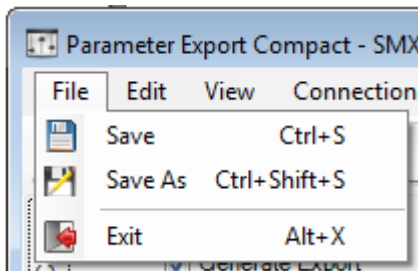 Parameter Export Compact - SMX
File Edit View Connection
Save Ctrl+S
Save As Ctrl+Shift+S
Exit Alt+X
Generate Export